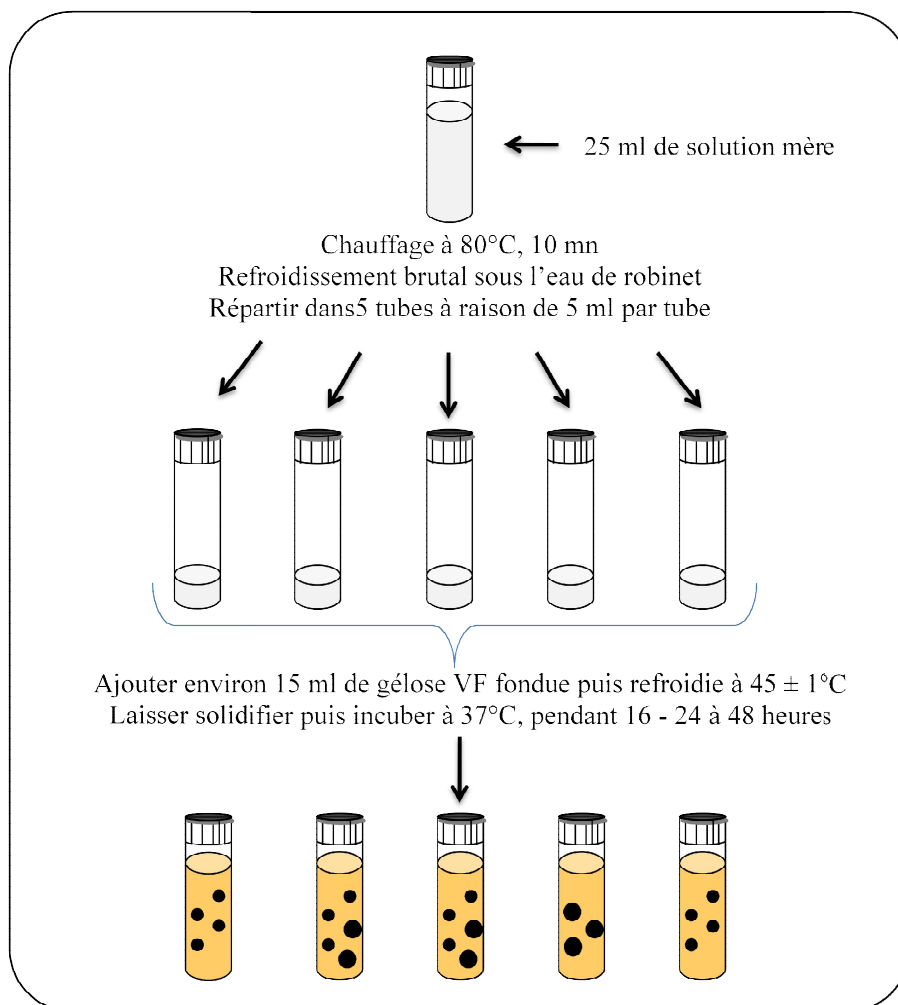 25 ml de solution mère
Chauffage à 80°C, 10 mn
Refroidissement brutal sous l’eau de robinet
Répartir dans5 tubes à raison de 5 ml par tube
Ajouter environ 15 ml de gélose VF fondue puis refroidie à 45 ± 1°C
Laisser solidifier puis incuber à 37°C, pendant 16 - 24 à 48 heures